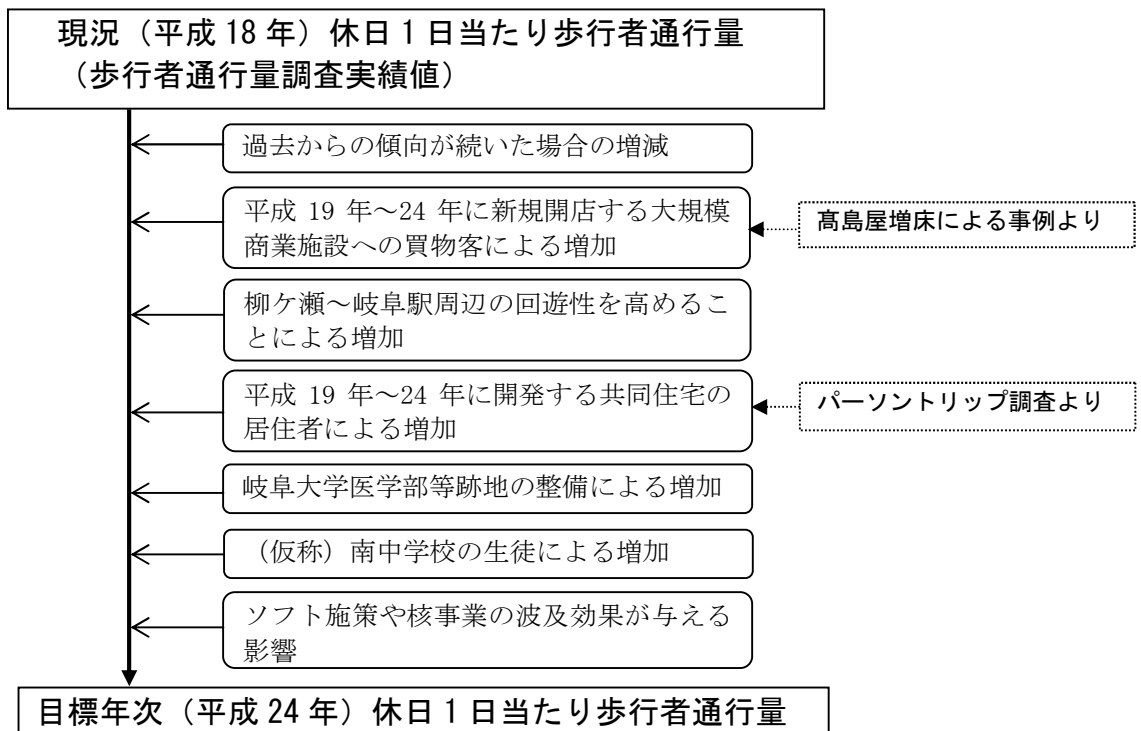 現況（平成 18 年）休日 1 日当たり歩行者通行量
（歩行者通行量調査実績値）
過去からの傾向が続いた場合の増減
平成 19 年～24 年に新規開店する大規模
商業施設への買物客による増加
髙島屋増床による事例より
柳ケ瀬～岐阜駅周辺の回遊性を高めるこ
とによる増加
平成 19 年～24 年に開発する共同住宅の
居住者による増加
パーソントリップ調査より
岐阜大学医学部等跡地の整備による増加
（仮称）南中学校の生徒による増加
ソフト施策や核事業の波及効果が与える
影響
目標年次（平成 24 年）休日 1 日当たり歩行者通行量